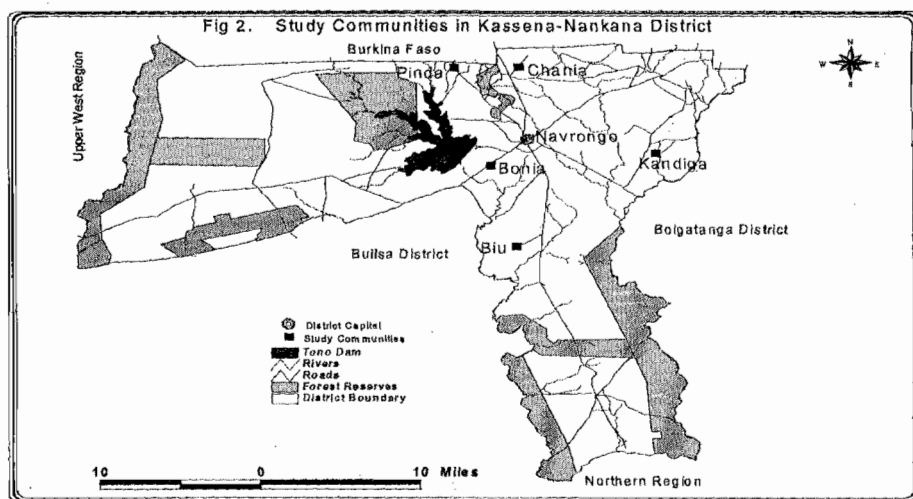 Fig 2. Study Communities in Kassena-Nankana District
Burkina Faso
Upper West Region
Pinda
Chania
N
W
E
S
Navrongo
Bonia
Kandiga
Biu
Builsa District
Bolgatanga District
District Capital
Study Communities
Tono Dam
Rivers
Roads
Forest Reserves
District Boundary
10 0 10 Miles
Northern Region